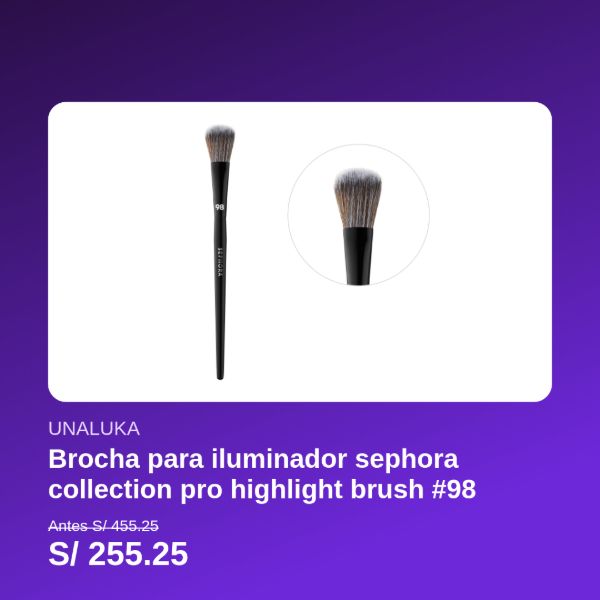 98
SEPHORA
UNALUKA
Brocha para iluminador sephora
collection pro highlight brush #98
Antes S/ 455.25
S/ 255.25